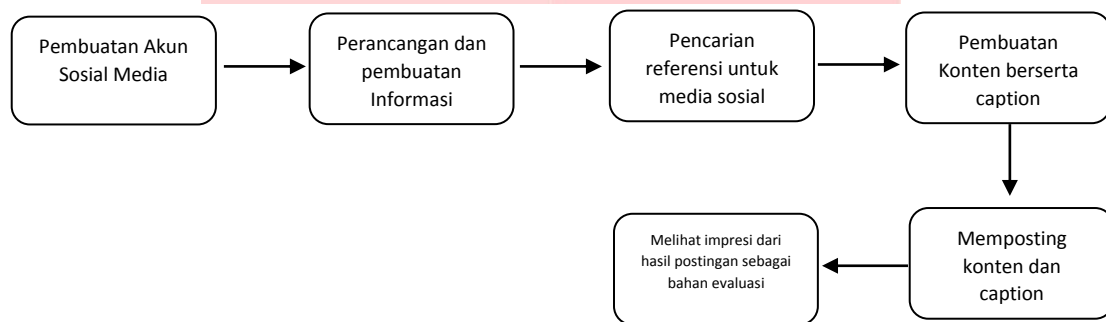 Pembuatan Akun
Sosial Media
Perancangan dan
pembuatan
Informasi
Pencarian
referensi untuk
media sosial
Pembuatan
Konten berserta
caption
Memposting
konten dan
caption
Melihat impresi dari
hasil postingan sebagai
bahan evaluasi